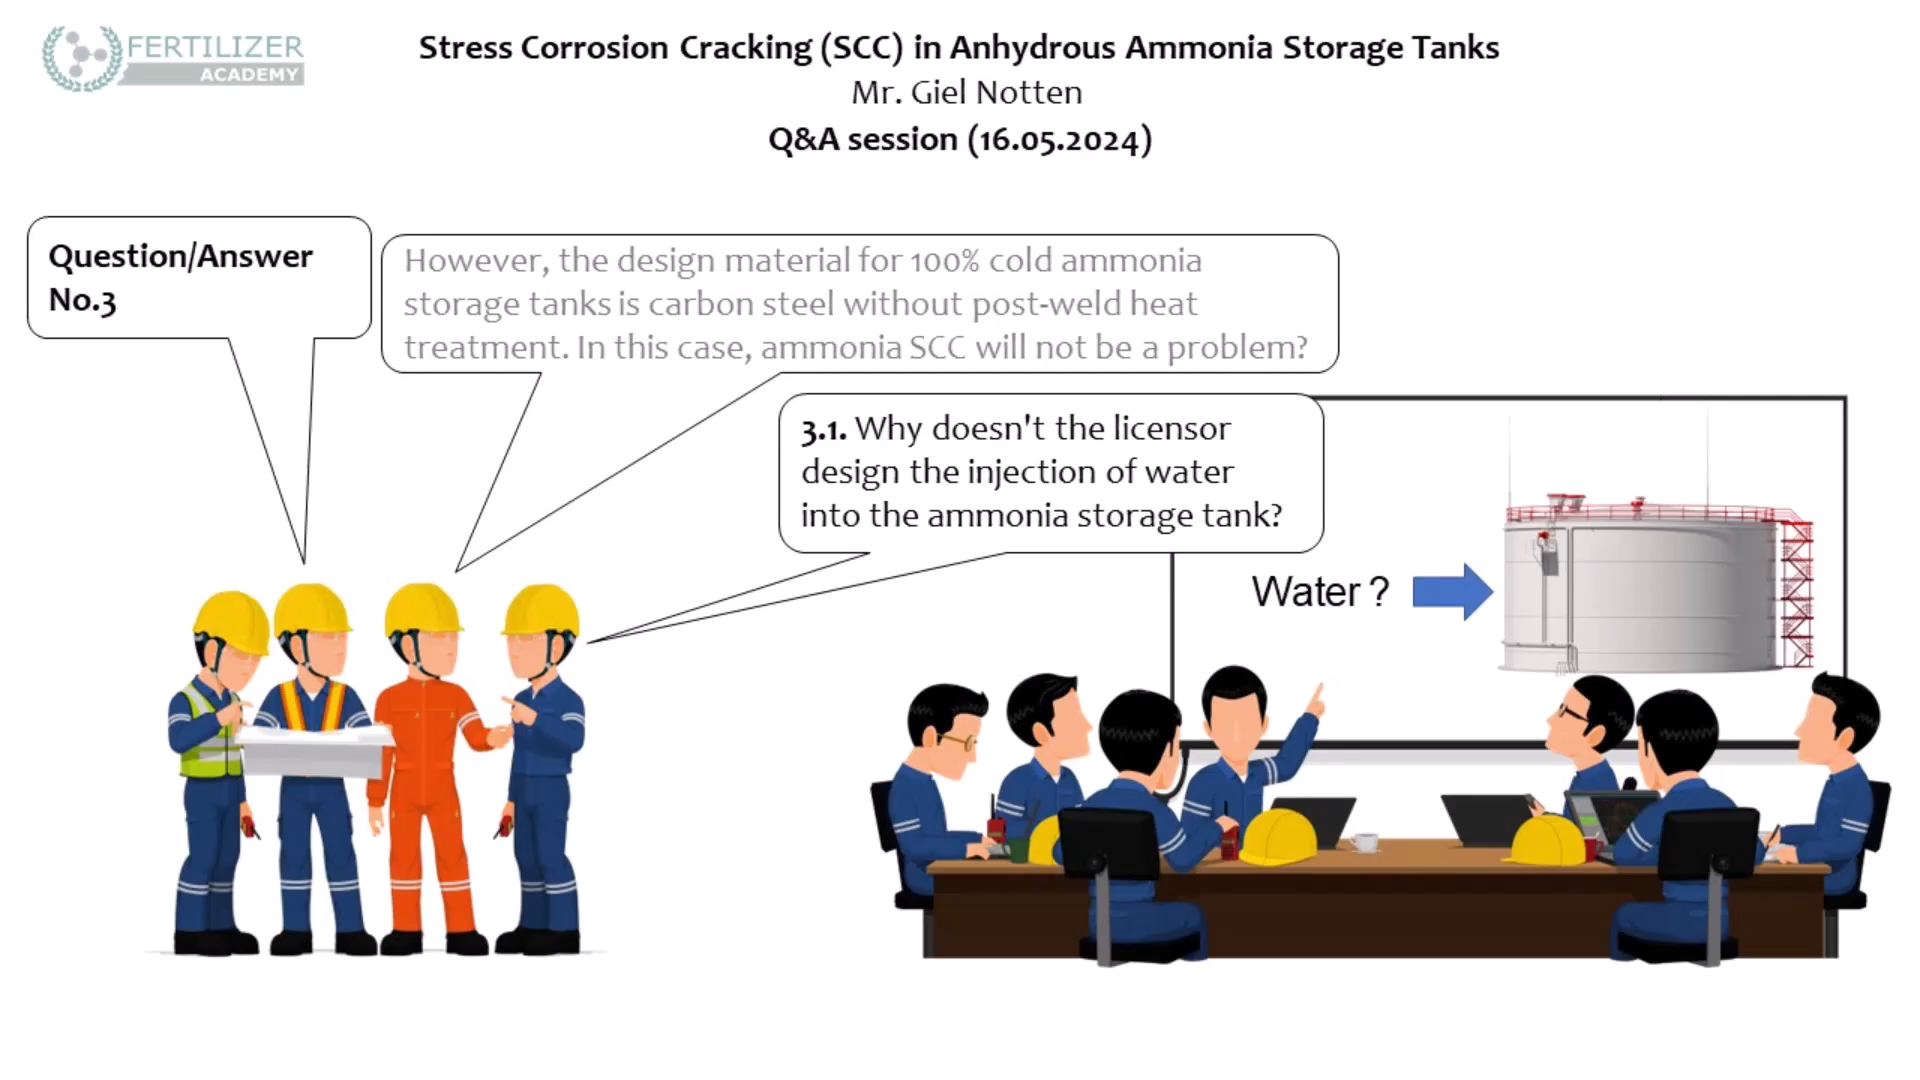 FERTILIZER
ACADEMY
Stress Corrosion Cracking (SCC) in Anhydrous Ammonia Storage Tanks
Mr. Giel Notten
Q&A session (16.05.2024)
Question/Answer
No.3
However, the design material for 100% cold ammonia
storage tanks is carbon steel without post-weld heat
treatment. In this case, ammonia SCC will not be a problem?
3.1. Why doesn't the licensor
design the injection of water
into the ammonia storage tank?
Water ?